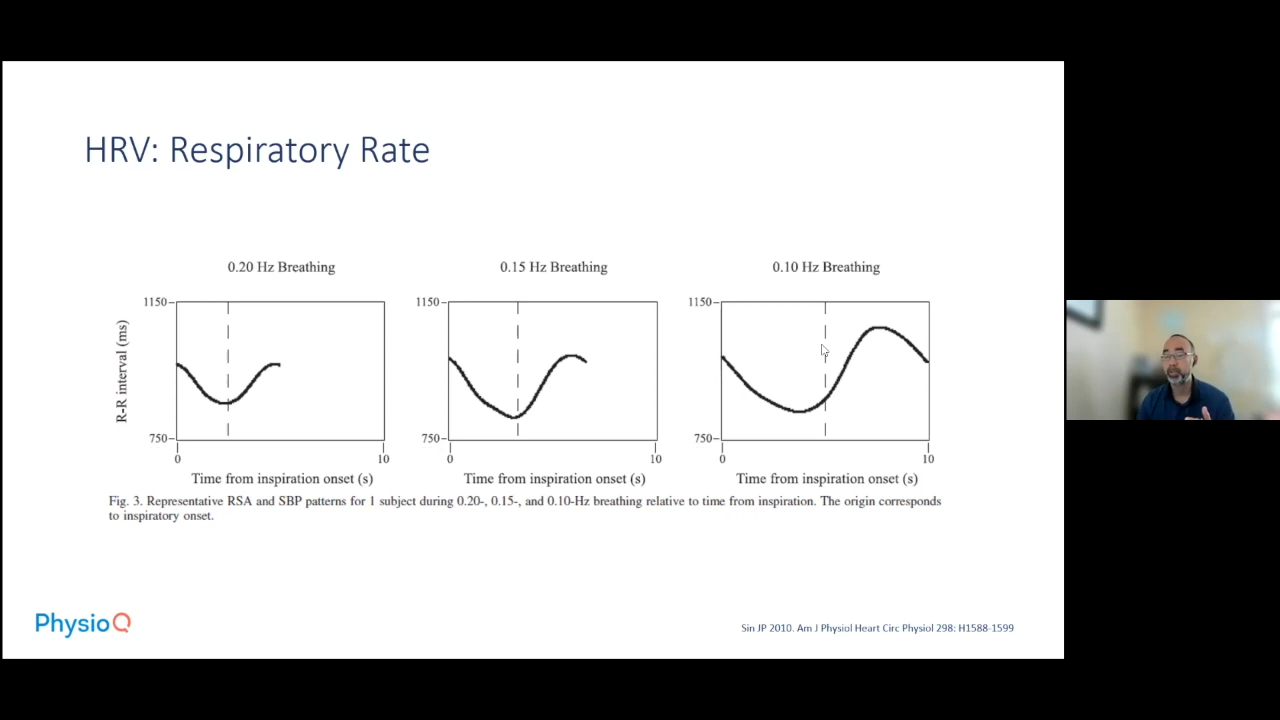 HRV: Respiratory Rate
0.20 Hz Breathing
0.15 Hz Breathing
0.10 Hz Breathing
1150
750
R-R interval (ms)
0
10
Time from inspiration onset (s)
1150
750
0
10
Time from inspiration onset (s)
1150
750
0
10
Time from inspiration onset (s)
Fig. 3. Representative RSA and SBP patterns for 1 subject during 0.20-, 0.15-, and 0.10-Hz breathing relative to time from inspiration. The origin corresponds
to inspiratory onset.
PhysioQ
Sin JP 2010. Am J Physiol Heart Circ Physiol 298: H1588-1599